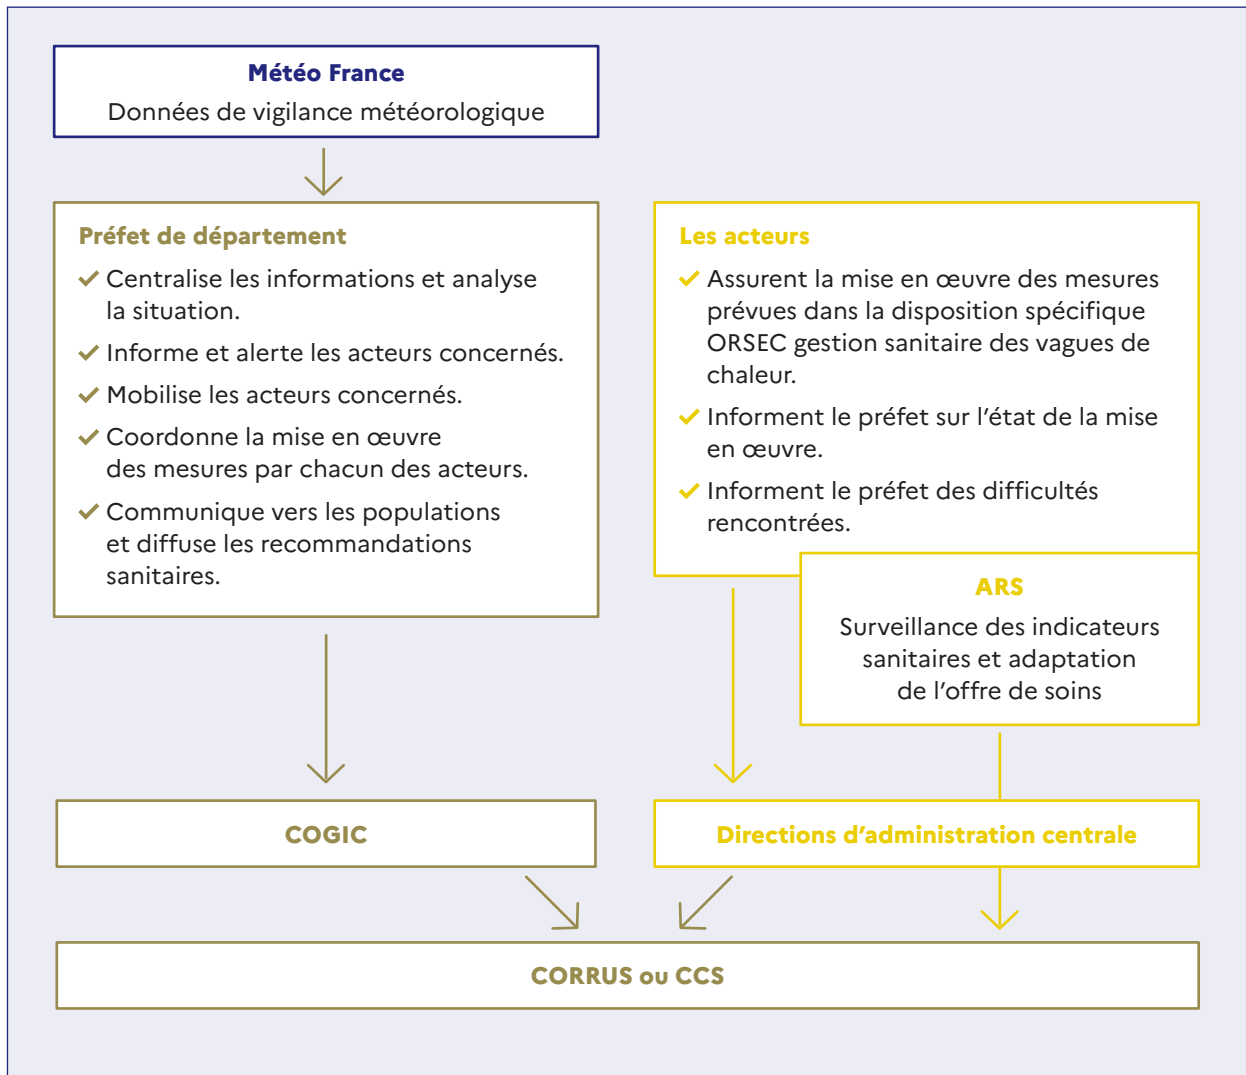 Météo France
Données de vigilance météorologique
Préfet de département
Centralise les informations et analyse
la situation.
Informe et alerte les acteurs concernés.
Mobilise les acteurs concernés.
Coordonne la mise en œuvre
des mesures par chacun des acteurs.
Communique vers les populations
et diffuse les recommandations
sanitaires.
Les acteurs
Assurent la mise en œuvre des mesures
prévues dans la disposition spécifique
ORSEC gestion sanitaire des vagues de
chaleur.
Informent le préfet sur l’état de la mise
en œuvre.
Informent le préfet des difficultés
rencontrées.
ARS
Surveillance des indicateurs
sanitaires et adaptation
de l’offre de soins
COGIC
Directions d’administration centrale
CORRUS ou CCS